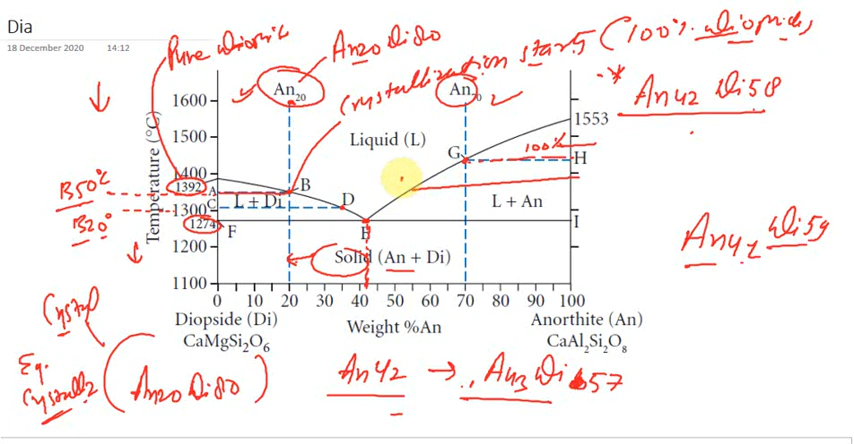 Dia
18 December 2020 14:12
Pure diopside
An20 Di80
Crystallization starts (100% diopside)
An42 Di58
An20
An70
1600
1500
1400
1300
1200
1100
Temperature (°C)
1392
1274
1350°
1320°
Liquid (L)
1553
G
100%
H
A
B
C
D
L + Di
L + An
E
F
I
Solid (An + Di)
An42 Di59
0 10 20 30 40 50 60 70 80 90 100
Diopside (Di)
CaMgSi2O6
Weight %An
Anorthite (An)
CaAl2Si2O8
Crystal
Eq.
(An20 Di80)
An42 → An43 Di57